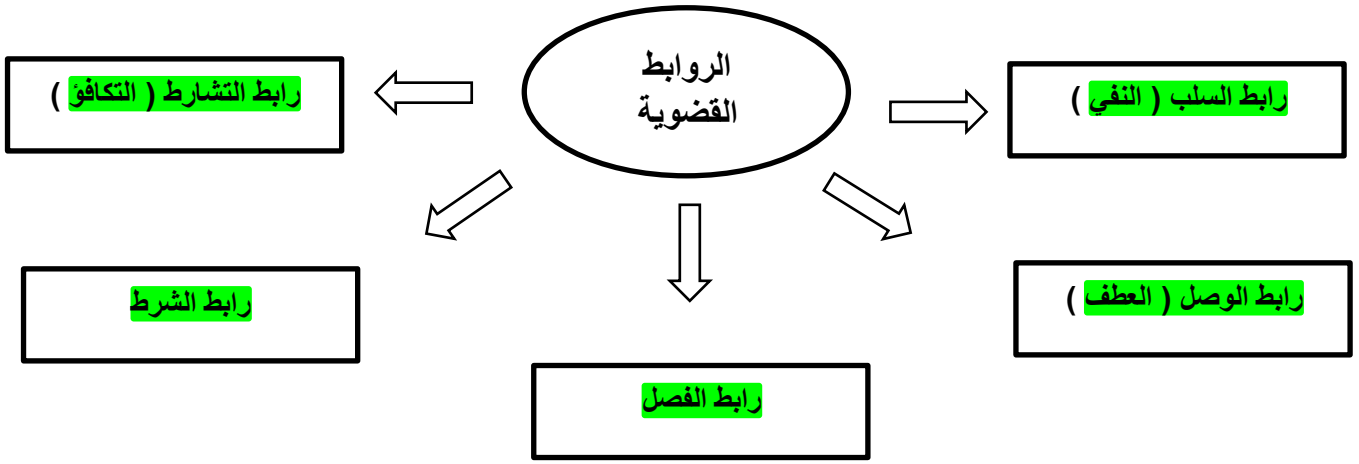 الروابط
القضوية
رابط السلب ( النفي )
رابط التشارط ( التكافؤ )
رابط الوصل ( العطف )
رابط الشرط
رابط الفصل